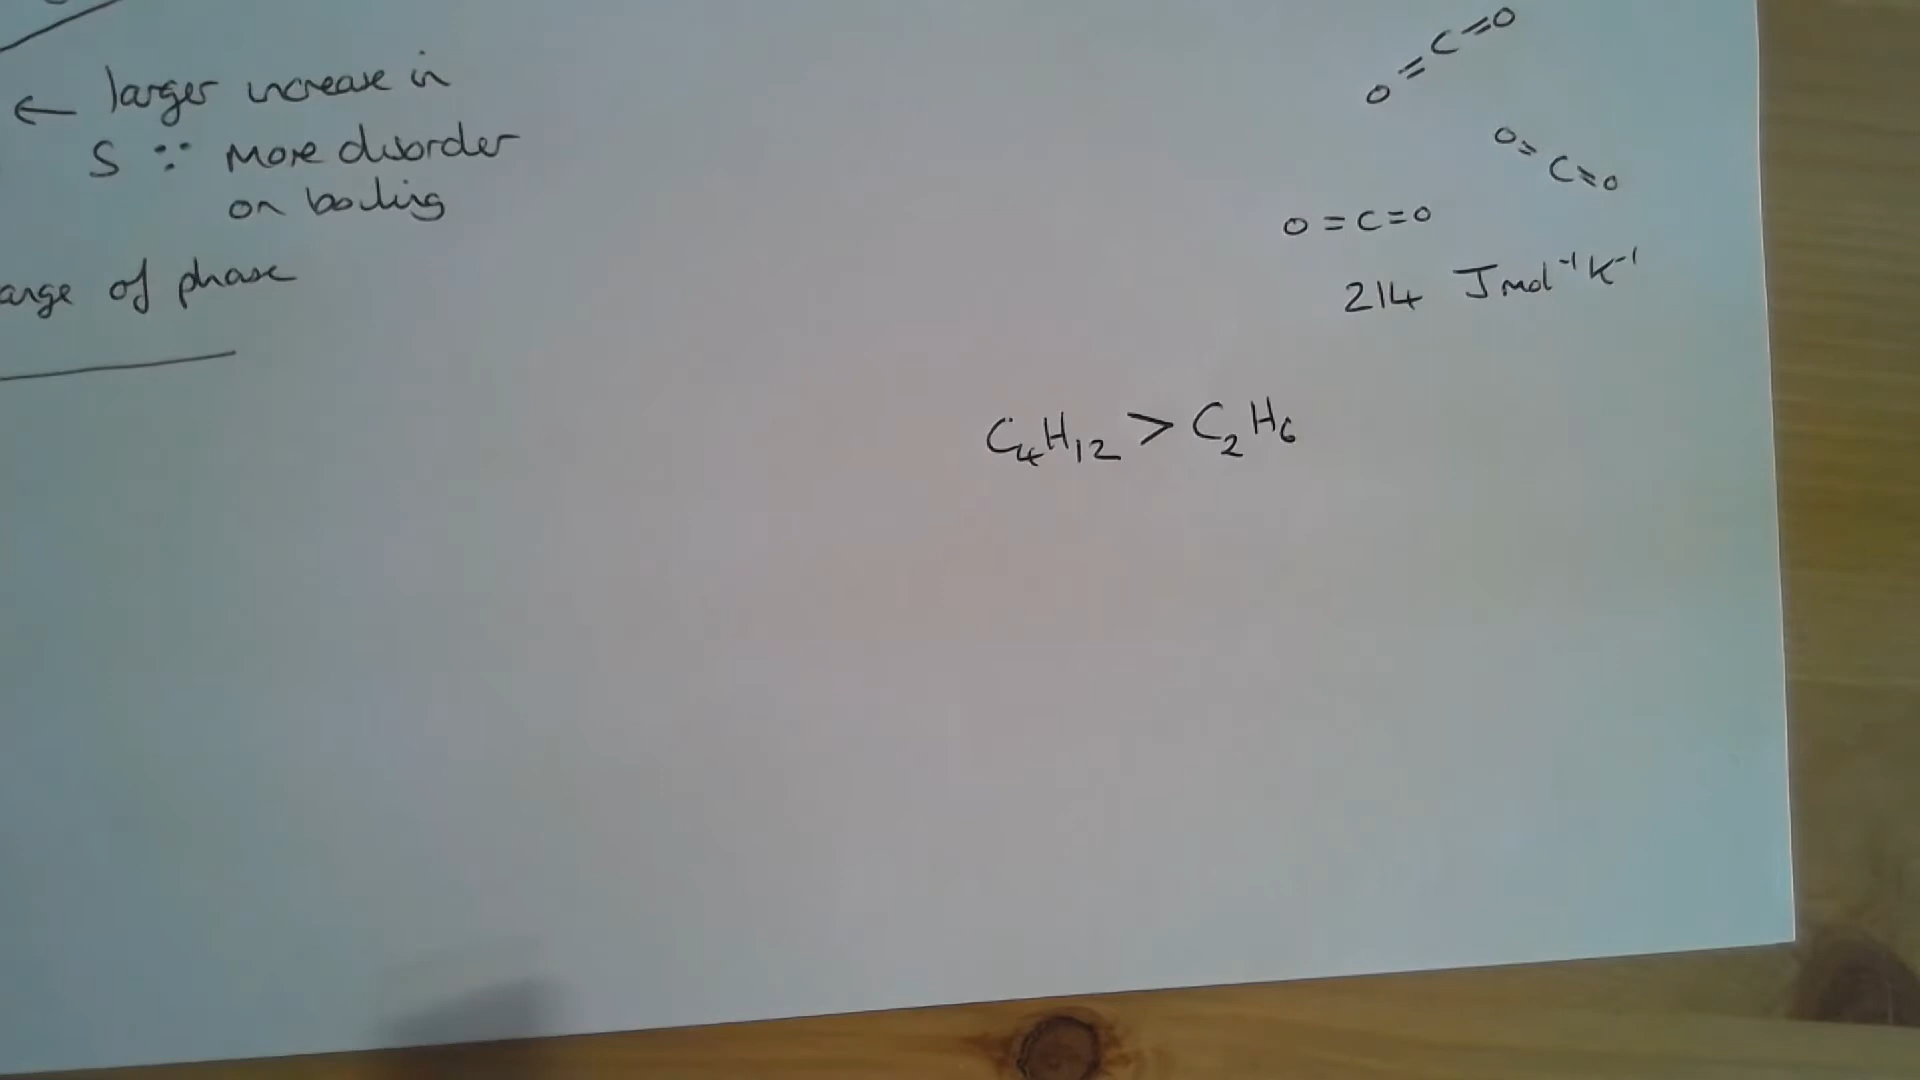 ← larger increase in
S ∵ more disorder
on boiling
ange of phase
O=C=O
O=C=O
O=C=O
214 J mol⁻¹ K⁻¹
C₄H₁₂ > C₂H₆